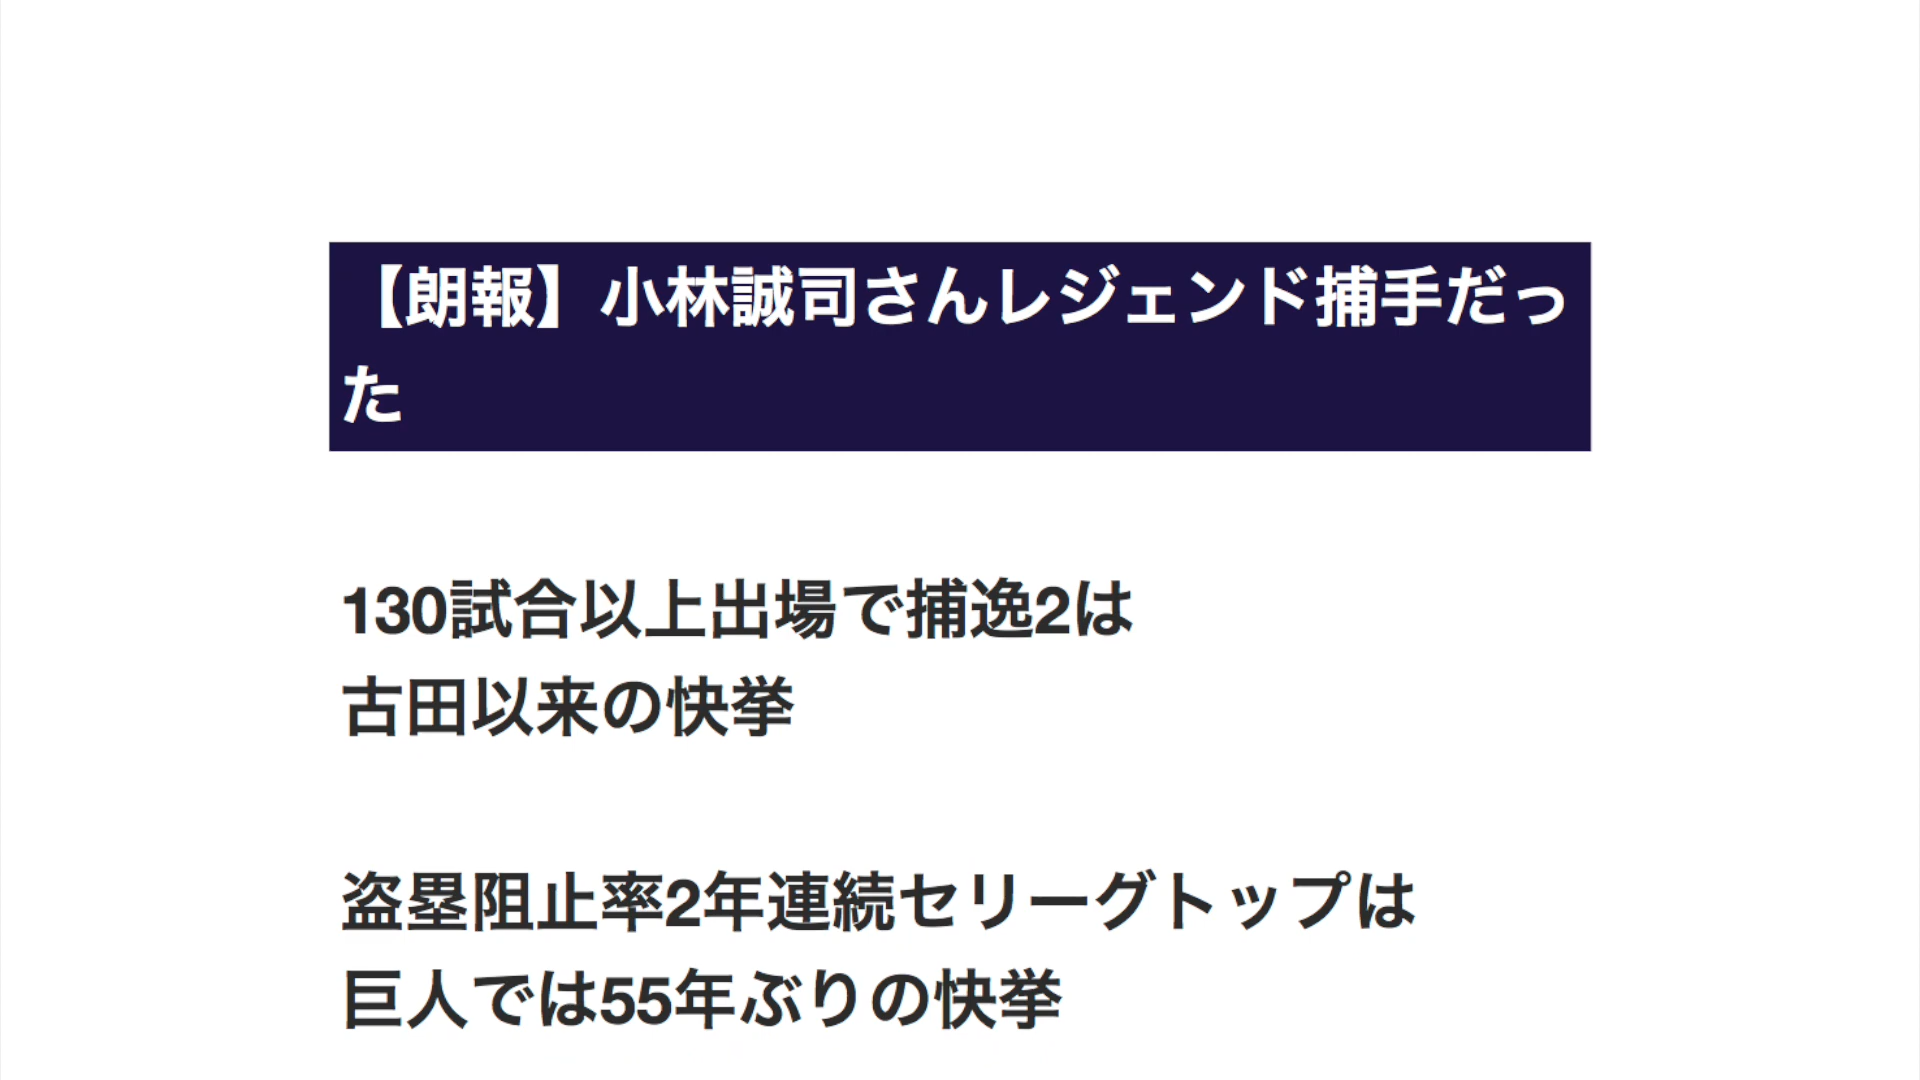 【朗報】小林誠司さんレジェンド捕手だっ
た
130試合以上出場で捕逸2は
古田以来の快挙
盗塁阻止率2年連続セリーグトップは
巨人では55年ぶりの快挙